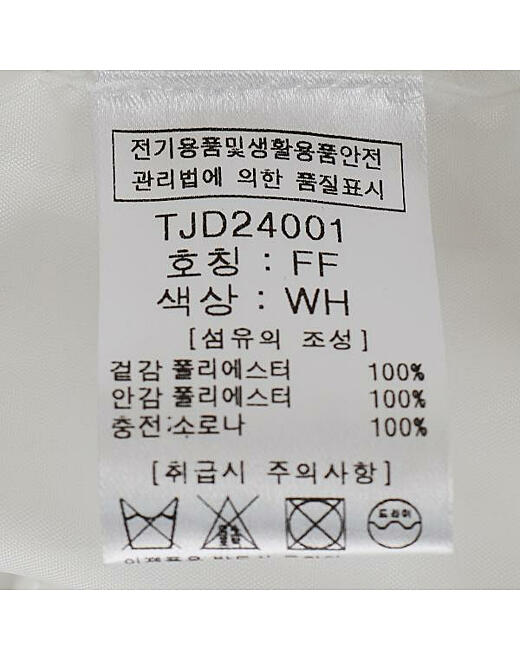 전기용품및생활용품안전
관리법에 의한 품질표시
TJD24001
호칭 : FF
색상 : WH
[섬유의 조성]
겉감 폴리에스터 100%
안감 폴리에스터 100%
충전:소로나 100%
[취급시 주의사항]
드라이